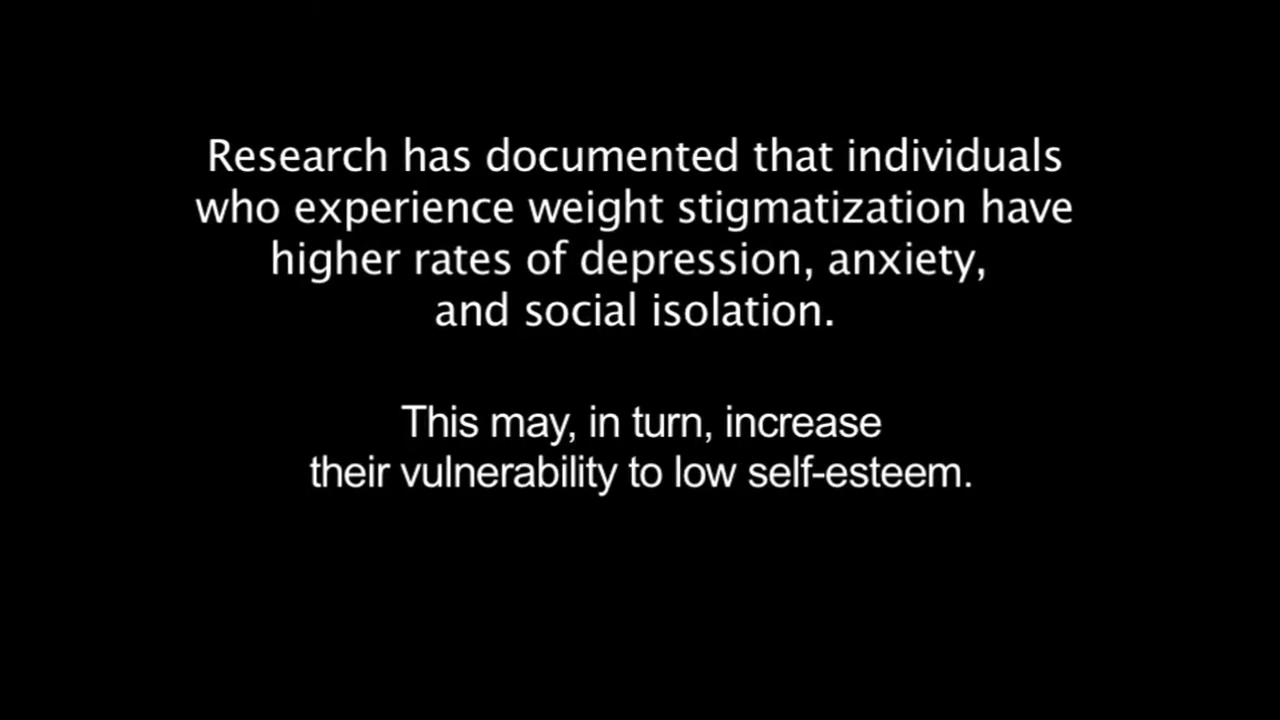 Research has documented that individuals
who experience weight stigmatization have
higher rates of depression, anxiety,
and social isolation.
This may, in turn, increase
their vulnerability to low self-esteem.